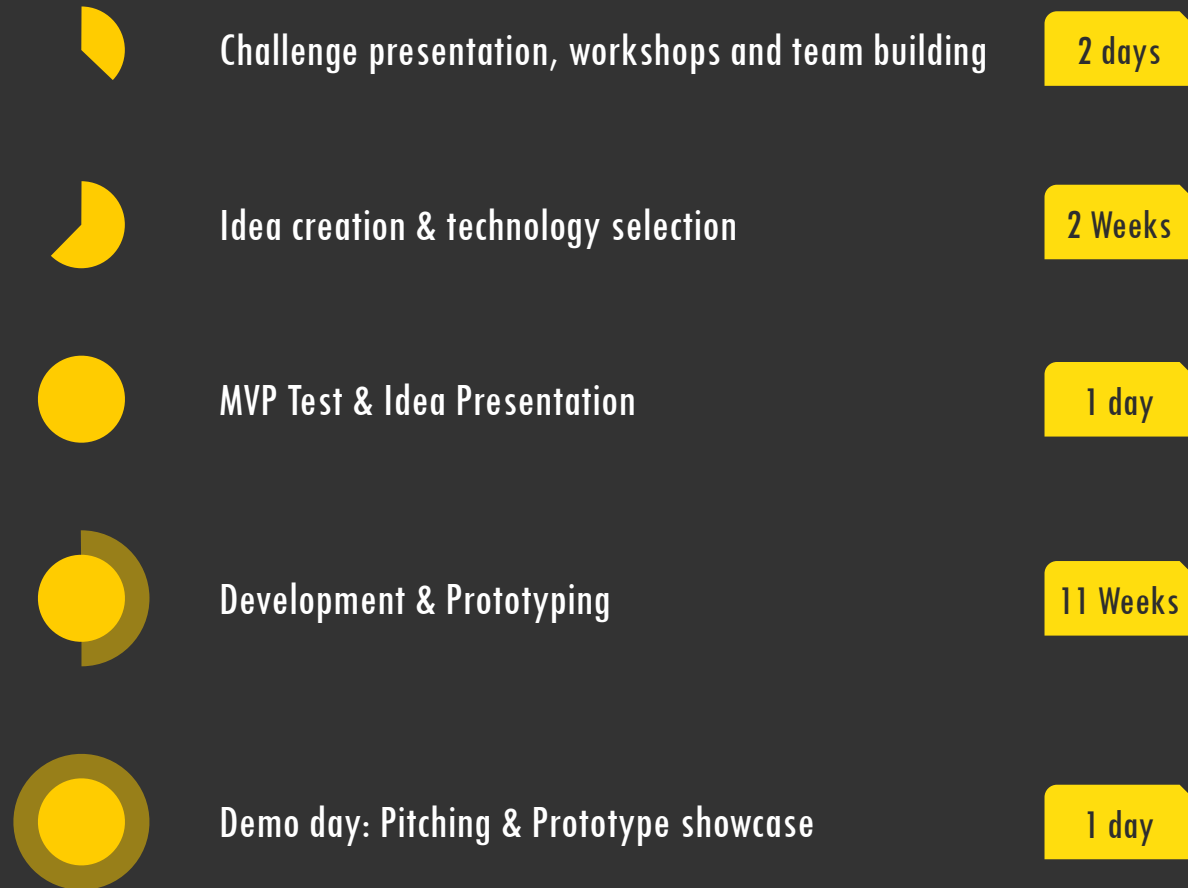 Challenge presentation, workshops and team building
2 days
Idea creation & technology selection
2 Weeks
MVP Test & Idea Presentation
1 day
Development & Prototyping
11 Weeks
Demo day: Pitching & Prototype showcase
1 day